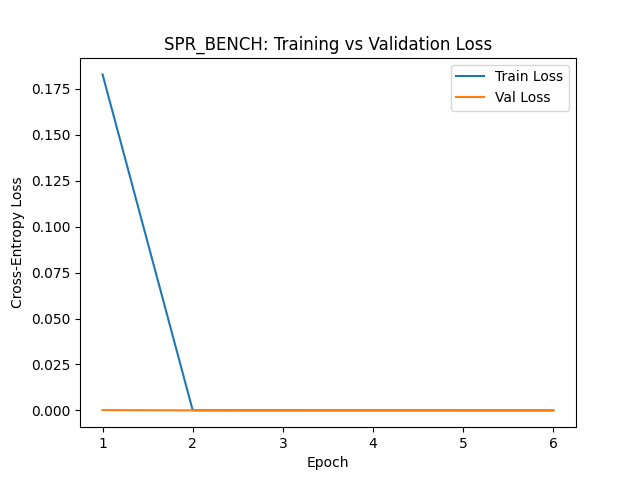 SPR_BENCH: Training vs Validation Loss
Train Loss
Val Loss
Cross-Entropy Loss
0.175
0.150
0.125
0.100
0.075
0.050
0.025
0.000
1 2 3 4 5 6
Epoch